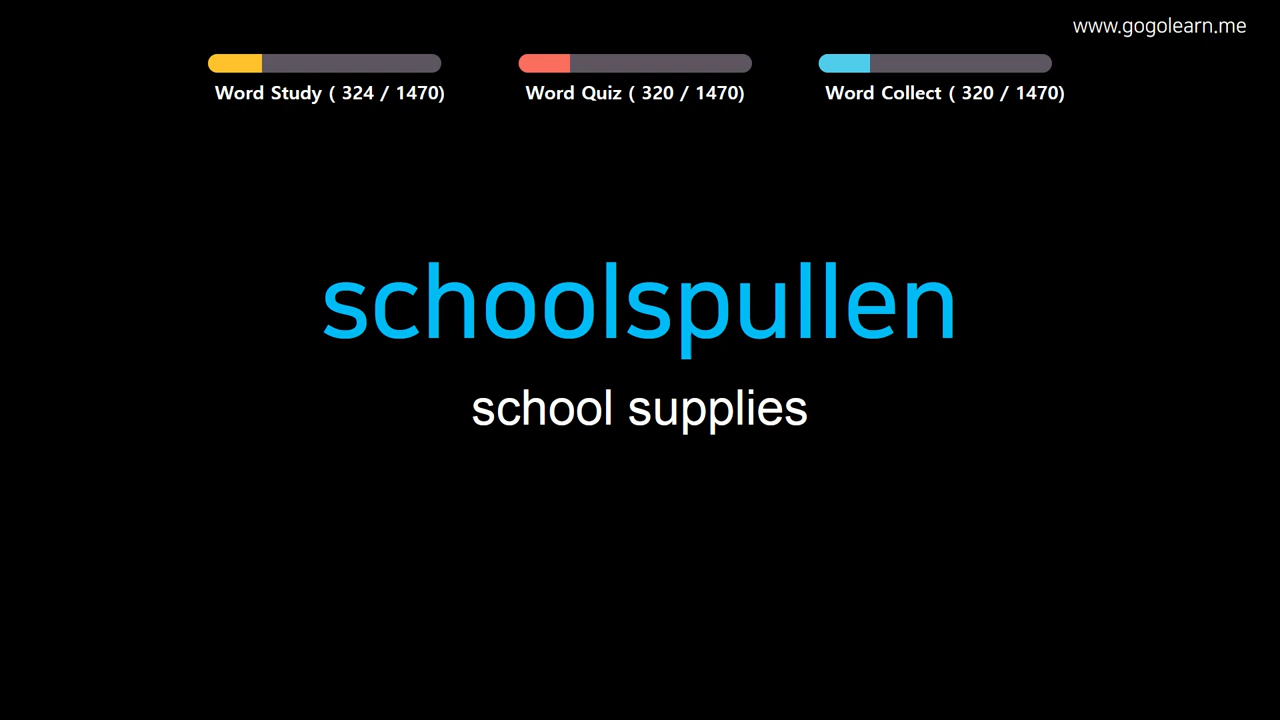 www.gogolearn.me
Word Study ( 324 / 1470)
Word Quiz ( 320 / 1470)
Word Collect ( 320 / 1470)
schoolspullen
school supplies